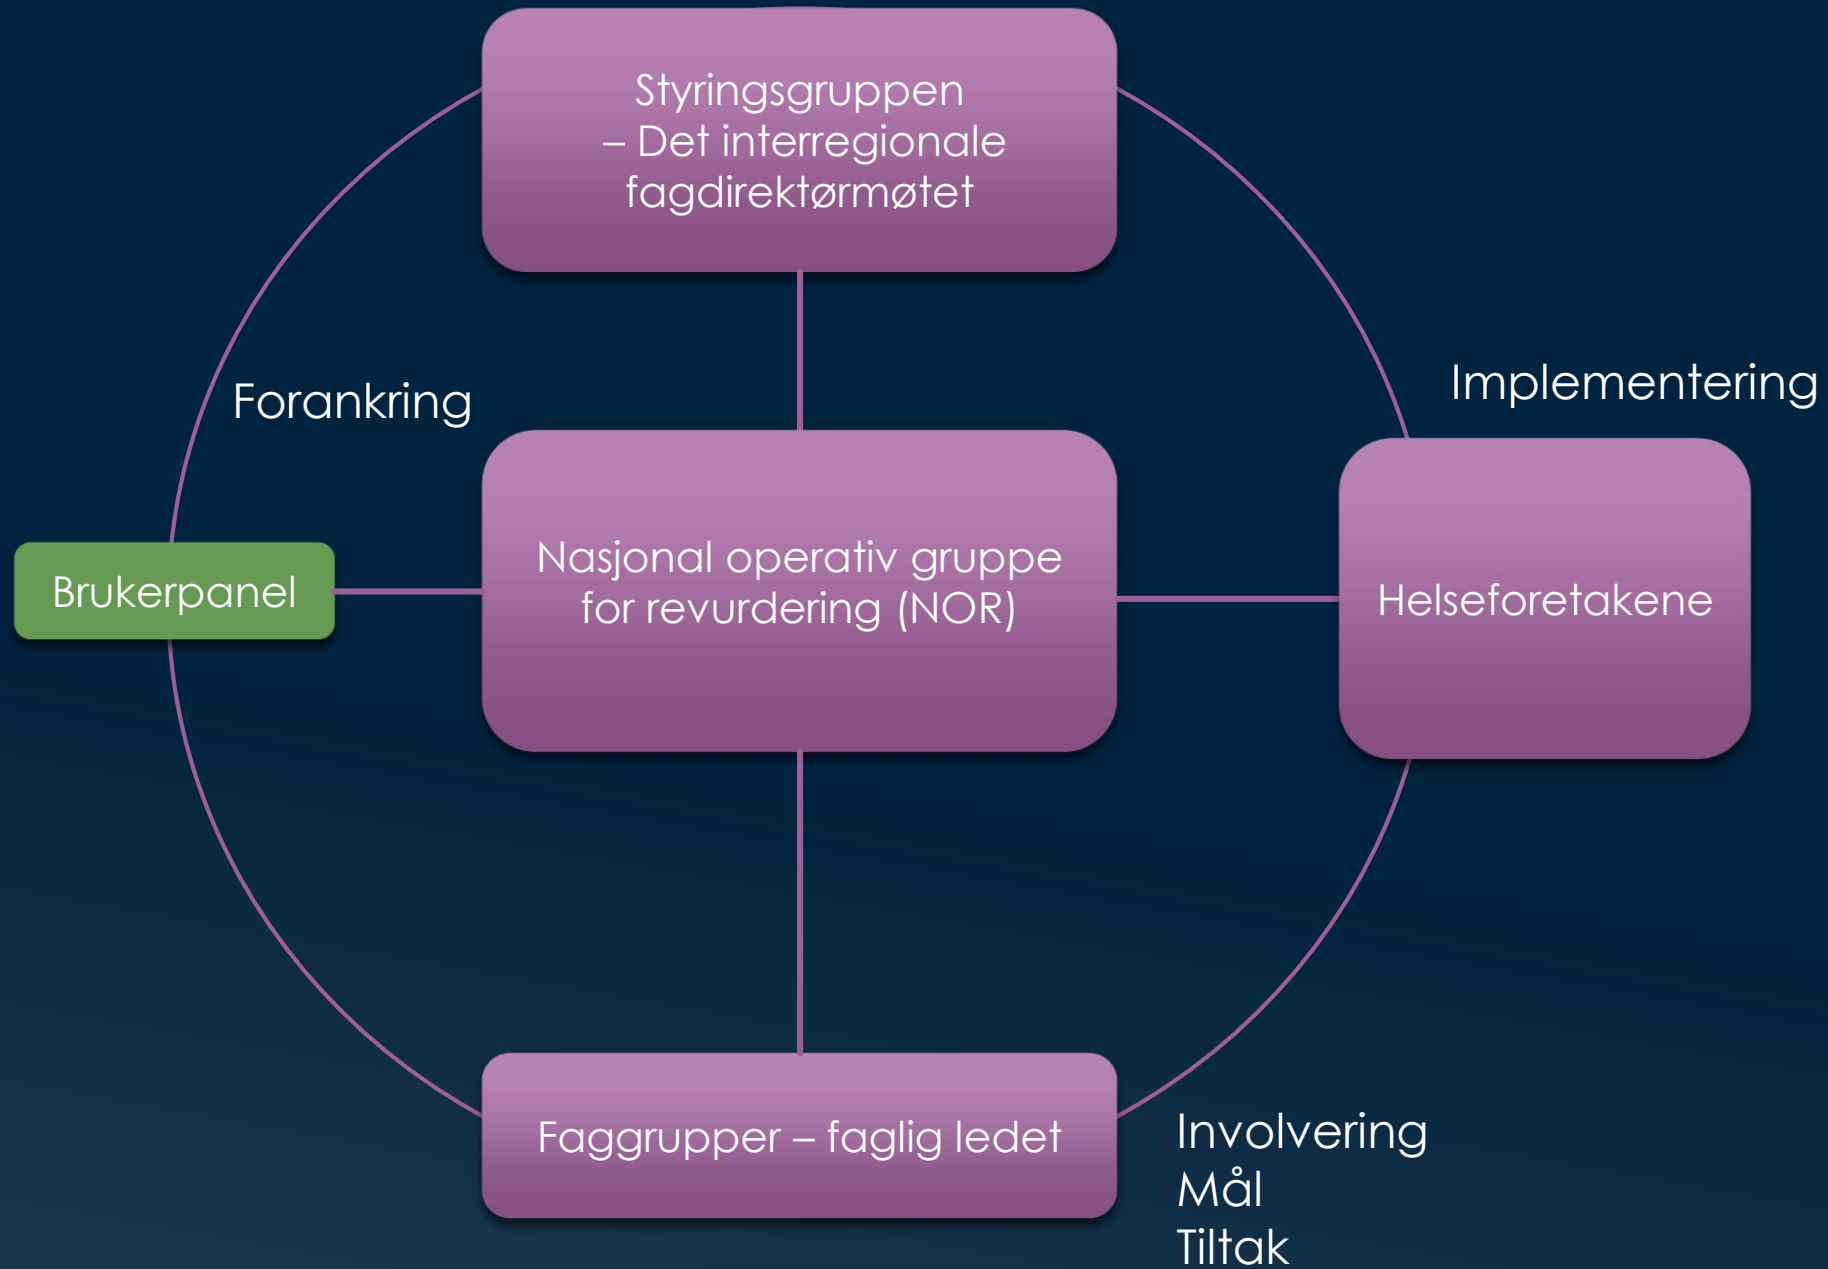 Styringsgruppen
– Det interregionale
fagdirektørmøtet
Forankring
Implementering
Brukerpanel
Nasjonal operativ gruppe
for revurdering (NOR)
Helseforetakene
Faggrupper – faglig ledet
Involvering
Mål
Tiltak